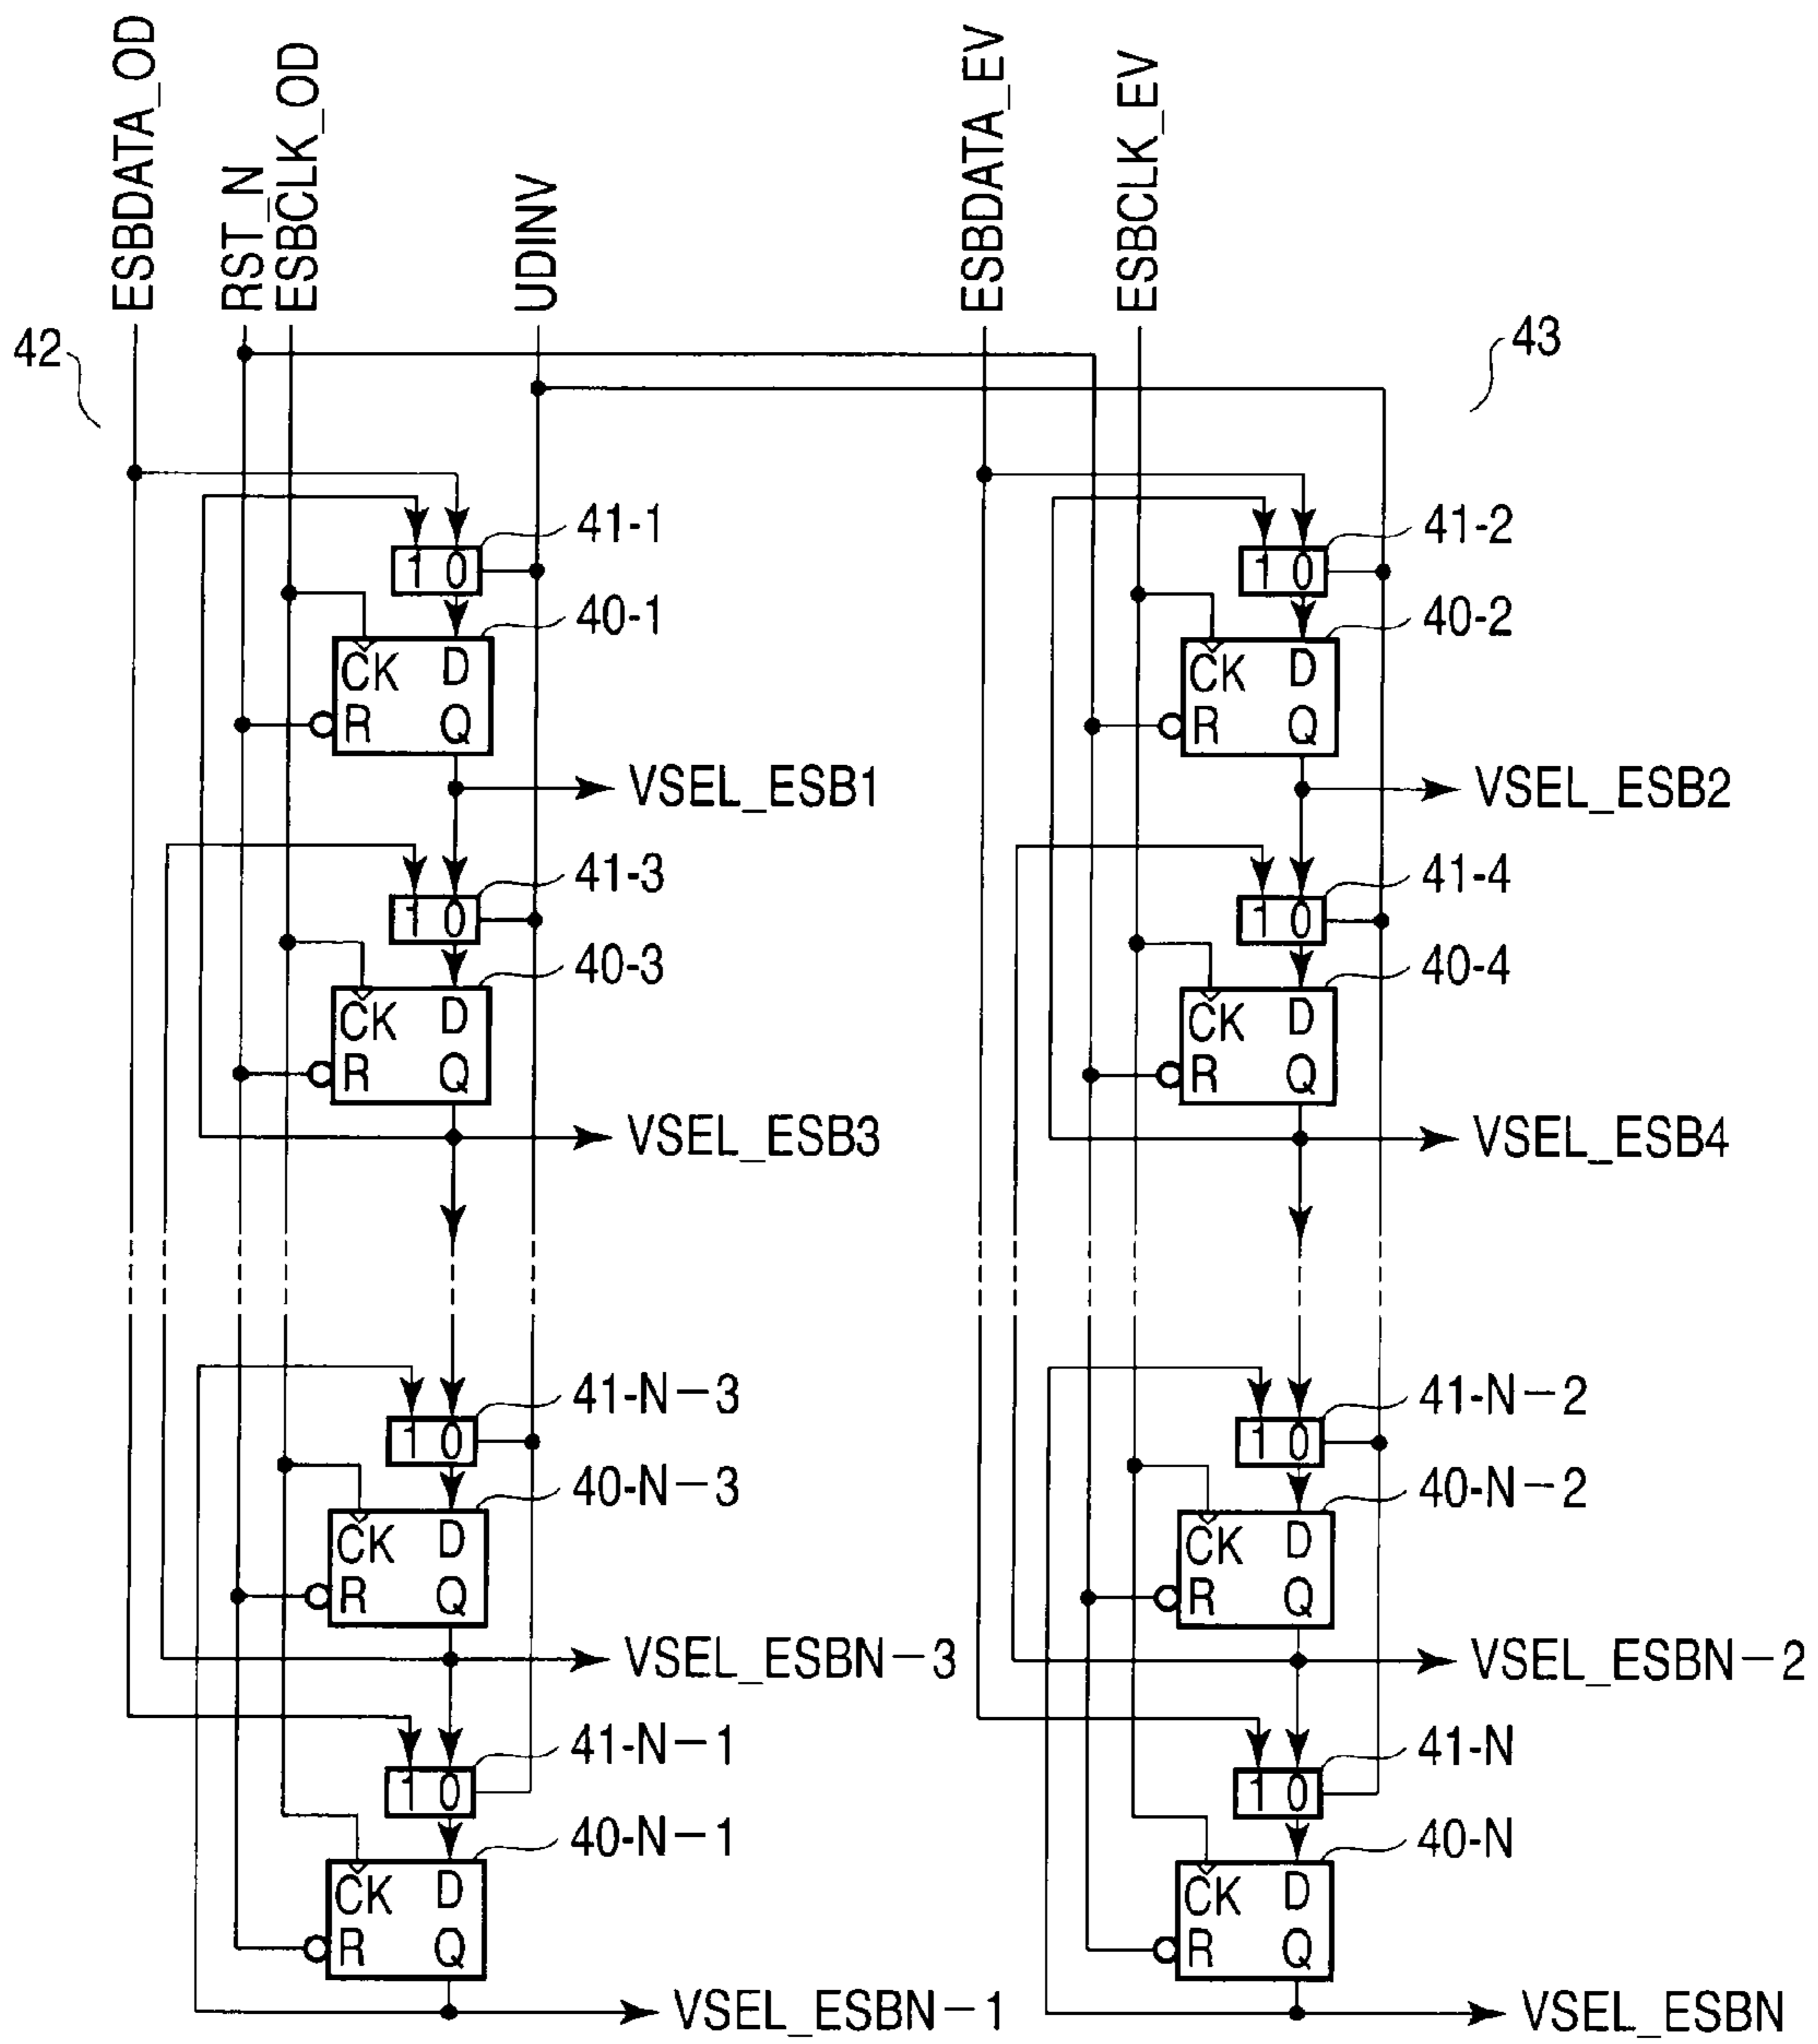 ESBDATA_OD
RST_N
ESBCLK_OD
UDINV
ESBDATA_EV
ESBCLK_EV
42
43
41-1
1 0
40-1
CK D
R Q
VSEL_ESB1
41-3
1 0
40-3
CK D
R Q
VSEL_ESB3
41-N-3
1 0
40-N-3
CK D
R Q
VSEL_ESBN-3
41-N-1
1 0
40-N-1
CK D
R Q
VSEL_ESBN-1
41-2
1 0
40-2
CK D
R Q
VSEL_ESB2
41-4
1 0
40-4
CK D
R Q
VSEL_ESB4
41-N-2
1 0
40-N-2
CK D
R Q
VSEL_ESBN-2
41-N
1 0
40-N
CK D
R Q
VSEL_ESBN